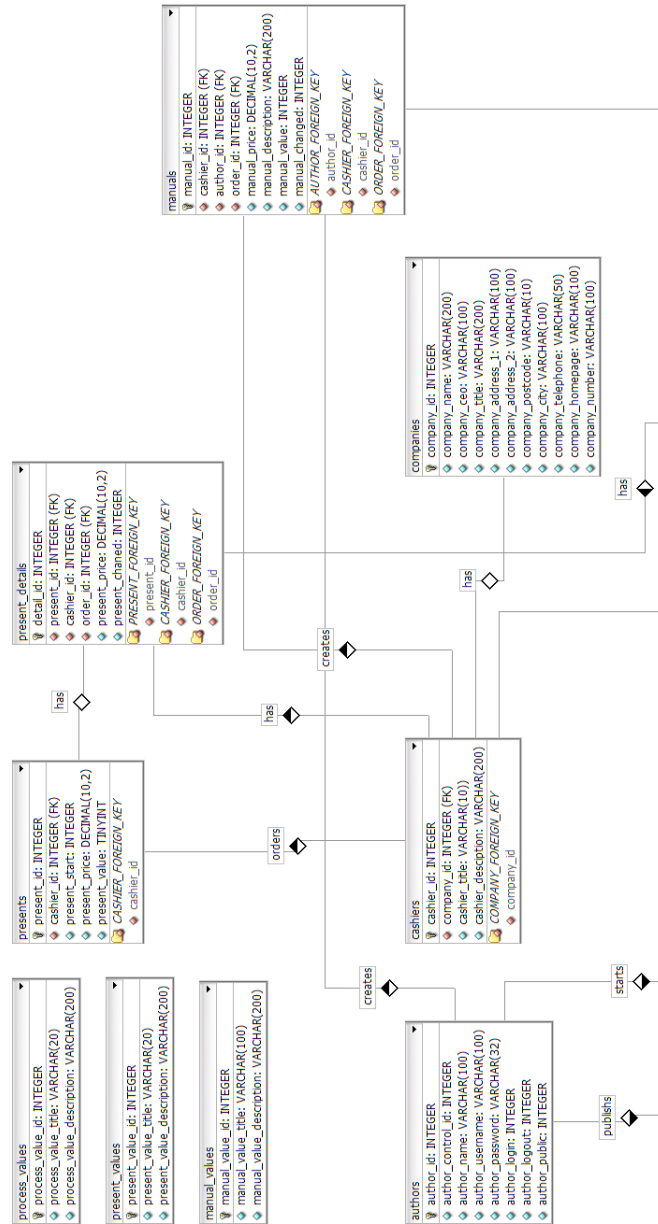 process_values
process_value_id: INTEGER
process_value_title: VARCHAR(20)
process_value_description: VARCHAR(200)
present_values
present_value_id: INTEGER
present_value_title: VARCHAR(20)
present_value_description: VARCHAR(200)
manual_values
manual_value_id: INTEGER
manual_value_title: VARCHAR(100)
manual_value_description: VARCHAR(200)
presents
present_id: INTEGER
cashier_id: INTEGER (FK)
present_start: INTEGER
present_price: DECIMAL(10,2)
present_value: TINYINT
CASHIER_FOREIGN_KEY
cashier_id
has
present_details
detail_id: INTEGER
present_id: INTEGER (FK)
cashier_id: INTEGER (FK)
order_id: INTEGER (FK)
present_price: DECIMAL(10,2)
present_chaned: INTEGER
PRESENT_FOREIGN_KEY
present_id
CASHIER_FOREIGN_KEY
cashier_id
ORDER_FOREIGN_KEY
order_id
manuals
manual_id: INTEGER
cashier_id: INTEGER (FK)
author_id: INTEGER (FK)
order_id: INTEGER (FK)
manual_price: DECIMAL(10,2)
manual_description: VARCHAR(200)
manual_value: INTEGER
manual_changed: INTEGER
AUTHOR_FOREIGN_KEY
author_id
CASHIER_FOREIGN_KEY
cashier_id
ORDER_FOREIGN_KEY
order_id
orders
has
creates
creates
authors
author_id: INTEGER
author_control_id: INTEGER
author_name: VARCHAR(100)
author_username: VARCHAR(100)
author_password: VARCHAR(32)
author_login: INTEGER
author_logout: INTEGER
author_public: INTEGER
cashiers
cashier_id: INTEGER
company_id: INTEGER (FK)
cashier_title: VARCHAR(10))
cashier_desciption: VARCHAR(200)
COMPANY_FOREIGN_KEY
company_id
has
companies
company_id: INTEGER
company_name: VARCHAR(200)
company_ceo: VARCHAR(100)
company_title: VARCHAR(200)
company_address_1: VARCHAR(100)
company_address_2: VARCHAR(100)
company_postcode: VARCHAR(10)
company_city: VARCHAR(100)
company_telephone: VARCHAR(50)
company_homepage: VARCHAR(100)
company_number: VARCHAR(100)
publishs
starts
has